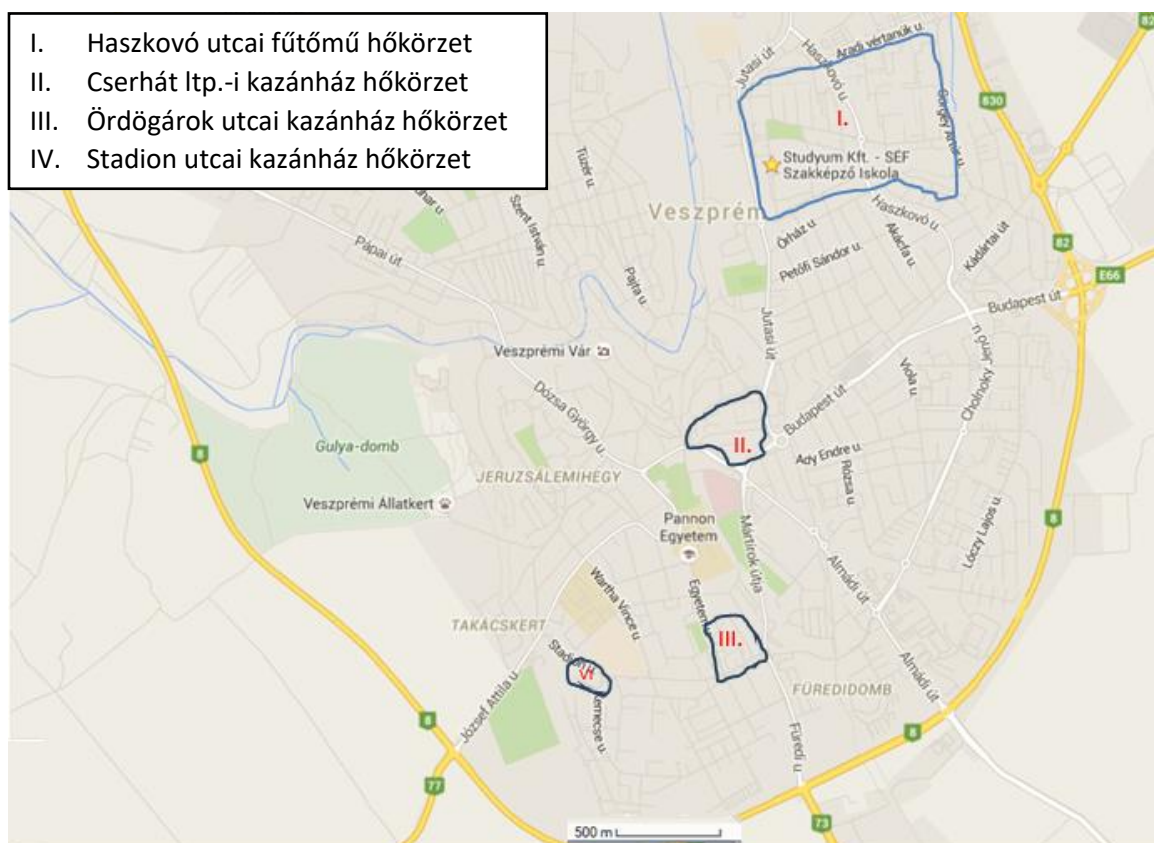 I. Haszkovó utcai fűtőmű hőkörzet
II. Cserhát ltp.-i kazánház hőkörzet
III. Ördögárok utcai kazánház hőkörzet
IV. Stadion utcai kazánház hőkörzet
82
Aradi vértanúk u.
Jutasi út
Haszkovó u.
830
I.
Görgey Artúr u.
Studyum Kft. - SÉF
Szakképző Iskola
Tüzér u.
Szent István u.
Veszprém
Haszkovó u.
Akácfa u.
Kádártai út
82
Pápai út
Őrház u.
Petőfi Sándor u.
E66
Pajta u.
Budapest út
Jutasi út
Veszprémi Vár
Cholnoky Jenő u.
Viola u.
Dózsa György u.
Budapest út
8
Gulya-domb
II.
Ady Endre u.
Rózsa u.
JERUZSÁLEMIHEGY
Veszprémi Állatkert
8
Lóczy Lajos u.
Pannon
Egyetem
Mártírok útja
Almádi út
Wartha Vince u.
Egyetem u.
TAKÁCSKERT
III.
Stadion u.
VI
Almádi út
FÜREDIDOMB
József Attila u.
8
8
Füredi u.
77
73
500 m